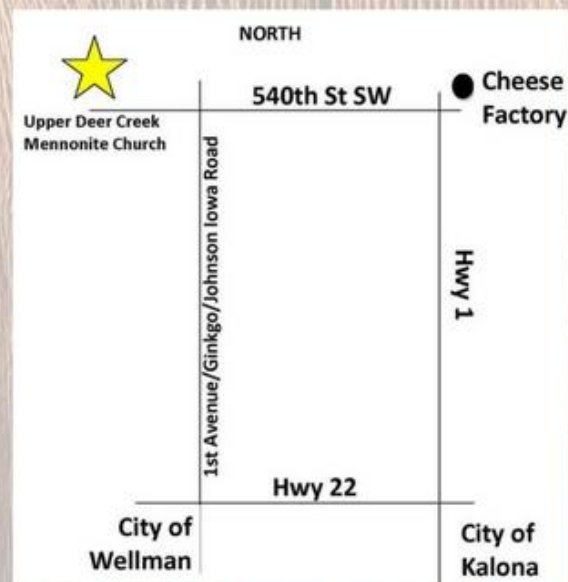 NORTH
540th St SW
Cheese
Factory
Upper Deer Creek
Mennonite Church
1st Avenue/Ginkgo/Johnson Iowa Road
Hwy 1
Hwy 22
City of
Wellman
City of
Kalona